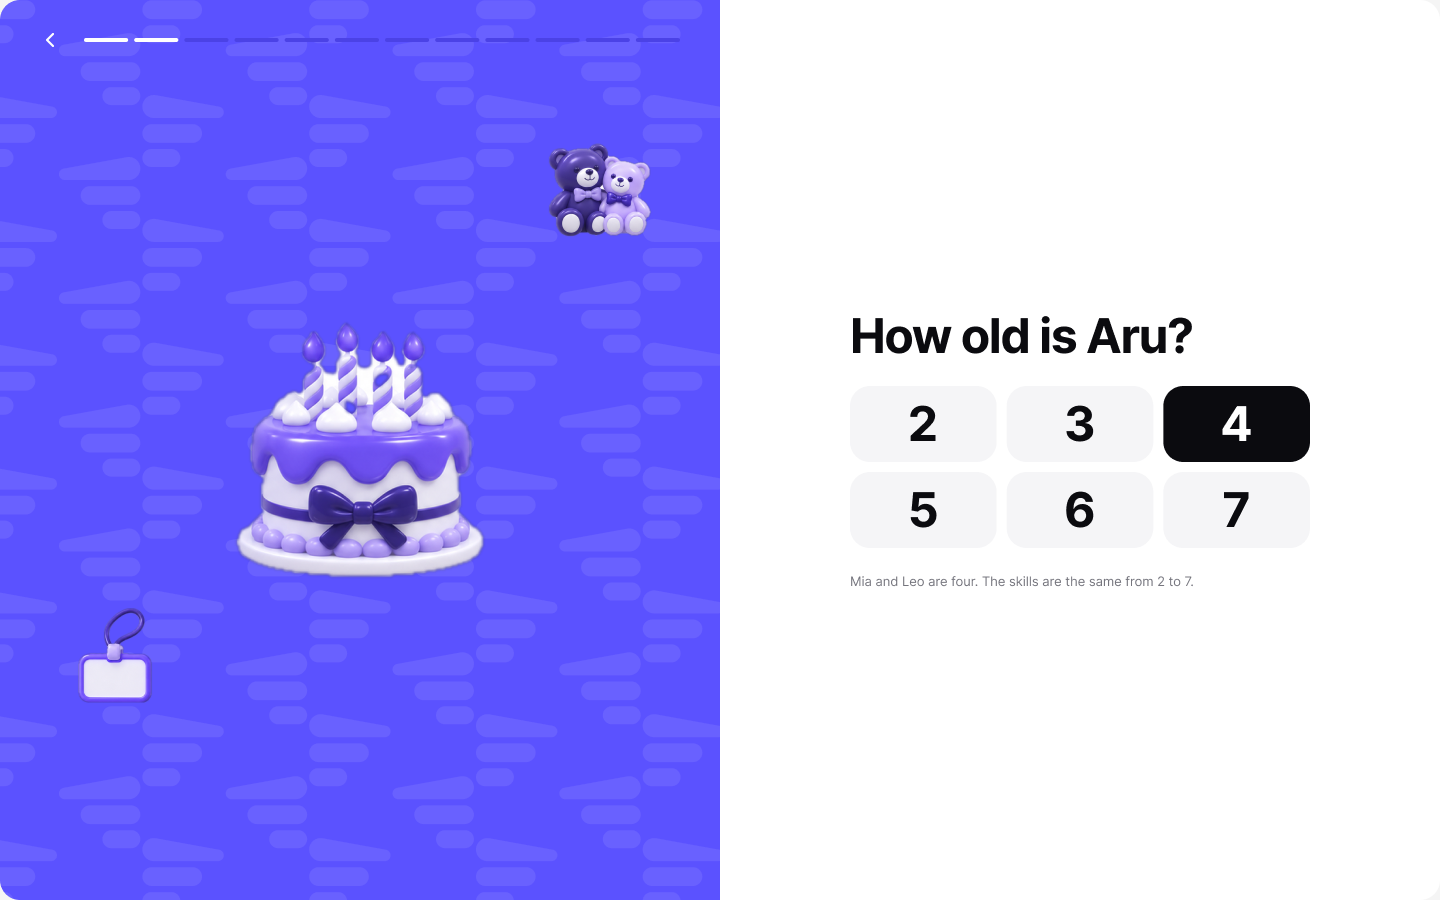 How old is Aru?
2 3 4
5 6 7
Mia and Leo are four. The skills are the same from 2 to 7.